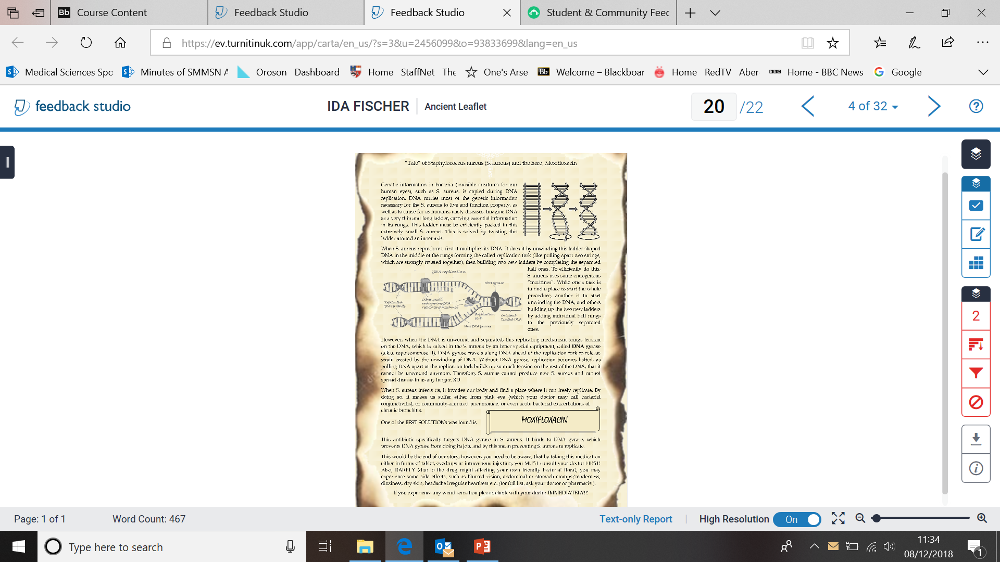 Course Content
Feedback Studio
Feedback Studio
Student & Community Feec
https://ev.turnitinuk.com/app/carta/en_us/?s=3&u=2456099&o=93833699&lang=en_us
Medical Sciences Spo
Minutes of SMMSN A
Oroson
Dashboard
Home
StaffNet
The
One's Arse
Welcome – Blackboar
Home
RedTV
Aber
Home - BBC News
Google
feedback studio
IDA FISCHER
Ancient Leaflet
20 /22
4 of 32
"Tale" of Staphylococcus aureus (S. aureus) and the hero, Moxifloxacin
Genetic information in bacteria (invisible creatures for our
human eyes), such as S. aureus, is copied during DNA
replication. DNA carries most of the genetic information
necessary for the S. aureus to live and function properly, as
well as to cause for us humans, nasty diseases. Imagine DNA
as a very thin and long ladder, carrying essential information
in its rungs. This ladder must be efficiently packed in this
extremely small S. aureus. This is solved by twisting this
ladder around an inner axis.
When S. aureus reproduces, first it multiplies its DNA. It does it by unwinding this ladder shaped
DNA in the middle of the rungs forming the called replication fork (like pulling apart two strings,
which are strongly twisted together), then building two new ladders by completing the separated
half ones. To efficiently do this,
S. aureus uses some endogenous
"machines". While one's task is
to find a place to start the whole
procedure, another is to start
unwinding the DNA, and others
building up the two new ladders
by adding individual half rungs
to the previously separated
ones.
DNA replication
DNA gyrase
Replicated
DNA strands
Other small
endogenous DNA
replicating machines
Replication
fork
Original
twisted DNA
New DNA pieces
However, when the DNA is unwound and separated, this replicating mechanism brings tension
on the DNA, which is solved in the S. aureus by an inner special equipment, called DNA gyrase
(a.k.a. topoisomerase II). DNA gyrase travels along DNA ahead of the replication fork to release
strain created by the unwinding of DNA. Without DNA gyrase, replication becomes halted, as
pulling DNA apart at the replication fork builds up so much tension on the rest of the DNA, that it
cannot be unwound anymore. Therefore, S. aureus cannot produce new S. aureus and cannot
spread disease to us any longer. XD
When S. aureus infects us, it invades our body and find a place where it can freely replicate. By
doing so, it makes us suffer either from pink eye (which your doctor may call bacterial
conjunctivitis), or community-acquired pneumoniae, or even acute bacterial exacerbations of
chronic bronchitis.
One of the BEST SOLUTIONs was found is
MOXIFLOXACIN
This antibiotic specifically targets DNA gyrase in S. aureus. It binds to DNA gyrase, which
prevents DNA gyrase from doing its job, and by this mean preventing S. aureus to replicate.
This would be the end of our story; however, you need to be aware, that by taking this medication
either in forms of tablet, eyedrops or intravenous injection, you MUST consult your doctor FIRST!
Also, RARELY (due to the drug might affecting your own friendly bacterial flora), you may
experience some side effects, such as blurred vision, abdominal or stomach cramps/tenderness,
dizziness, dry skin, headache irregular heartbeat etc. (for full list, ask your doctor or pharmacist).
If you experience any weird sensation please, check with your doctor IMMEDIATELY!!!
2
Page: 1 of 1
Word Count: 467
Text-only Report
High Resolution
On
Type here to search
11:34
08/12/2018
1